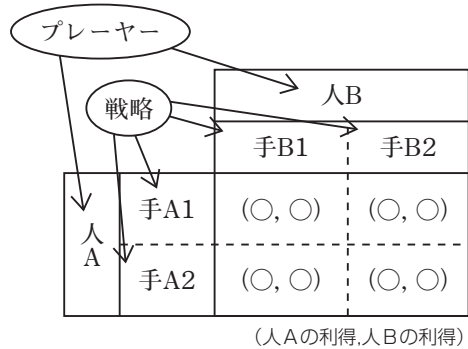 プレーヤー
人B
戦略
手B1 手B2
人A 手A1 (○, ○) (○, ○)
手A2 (○, ○) (○, ○)
(人Aの利得,人Bの利得)